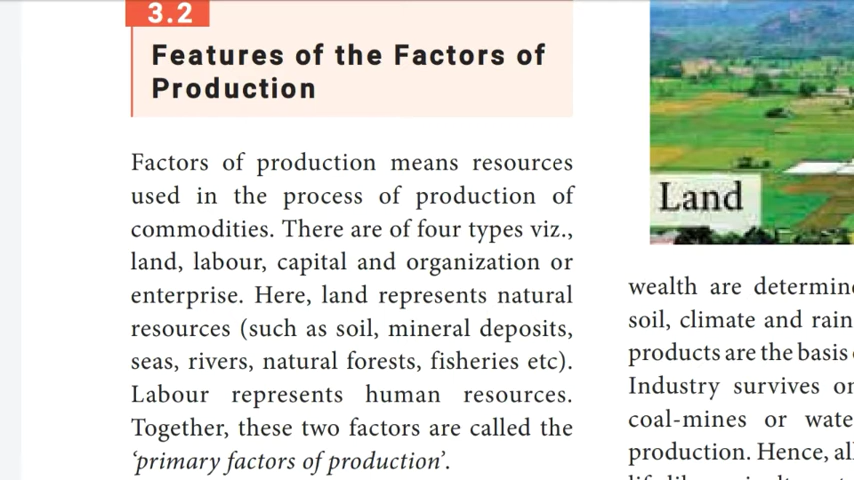 3.2
Features of the Factors of
Production
Factors of production means resources
used in the process of production of
commodities. There are of four types viz.,
land, labour, capital and organization or
enterprise. Here, land represents natural
resources (such as soil, mineral deposits,
seas, rivers, natural forests, fisheries etc).
Labour represents human resources.
Together, these two factors are called the
‘primary factors of production’.
Land
wealth are
soil, climate and rain
products are the basis
Industry survives
coal-mines or
production. Hence,